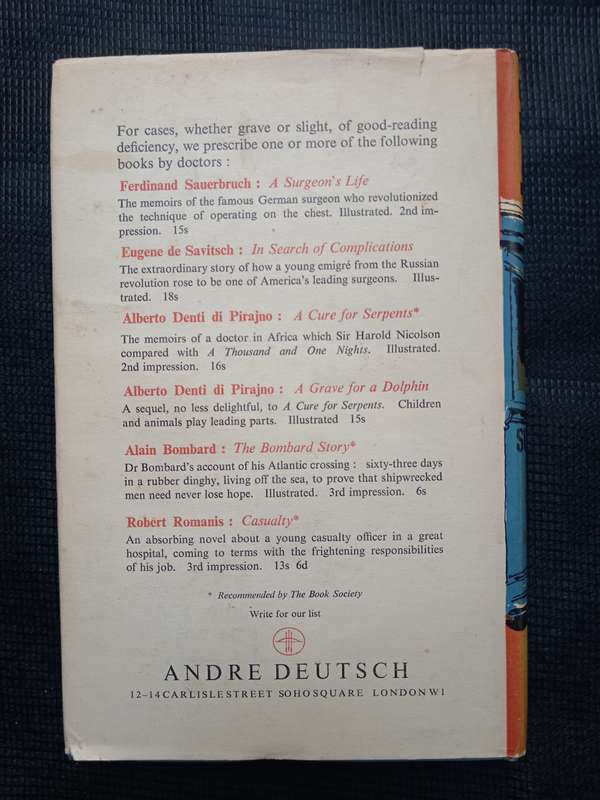 For cases, whether grave or slight, of good-reading
deficiency, we prescribe one or more of the following
books by doctors :
Ferdinand Sauerbruch : A Surgeon's Life
The memoirs of the famous German surgeon who revolutionized
the technique of operating on the chest. Illustrated. 2nd im-
pression. 15s
Eugene de Savitsch : In Search of Complications
The extraordinary story of how a young emigré from the Russian
revolution rose to be one of America's leading surgeons. Illus-
trated. 18s
Alberto Denti di Pirajno : A Cure for Serpents*
The memoirs of a doctor in Africa which Sir Harold Nicolson
compared with A Thousand and One Nights. Illustrated.
2nd impression. 16s
Alberto Denti di Pirajno : A Grave for a Dolphin
A sequel, no less delightful, to A Cure for Serpents. Children
and animals play leading parts. Illustrated 15s
Alain Bombard : The Bombard Story*
Dr Bombard's account of his Atlantic crossing : sixty-three days
in a rubber dinghy, living off the sea, to prove that shipwrecked
men need never lose hope. Illustrated. 3rd impression. 6s
Robert Romanis : Casualty*
An absorbing novel about a young casualty officer in a great
hospital, coming to terms with the frightening responsibilities
of his job. 3rd impression. 13s 6d
* Recommended by The Book Society
Write for our list
ANDRE DEUTSCH
12–14 CARLISLE STREET SOHO SQUARE LONDON W1